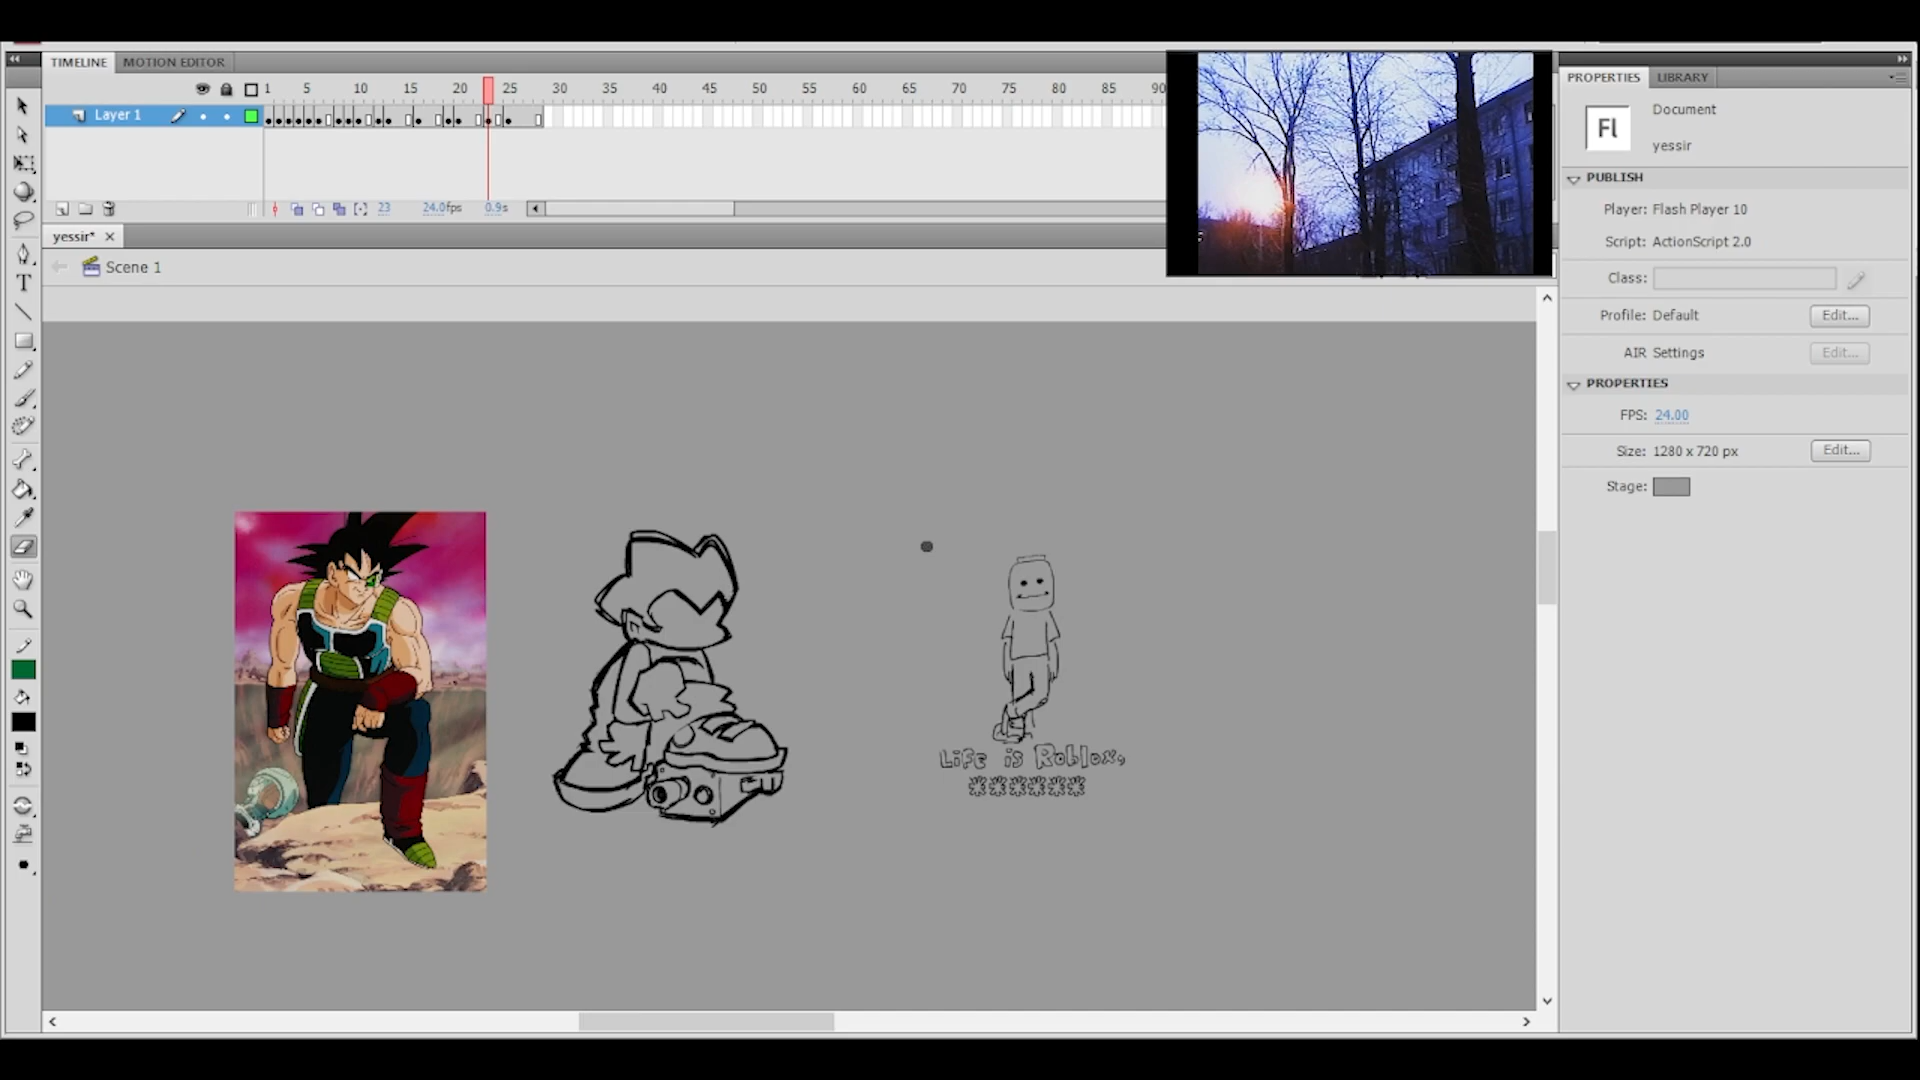 TIMELINE MOTION EDITOR
1 5 10 15 20 25 30 35 40 45 50 55 60 65 70 75 80 85 90
Layer 1
23 24.0fps 0.9s
yessir*
Scene 1
Life is Roblox,
******
PROPERTIES LIBRARY
Fl
Document
yessir
PUBLISH
Player: Flash Player 10
Script: ActionScript 2.0
Class:
Profile: Default Edit...
AIR Settings Edit...
PROPERTIES
FPS: 24.00
Size: 1280 x 720 px Edit...
Stage: